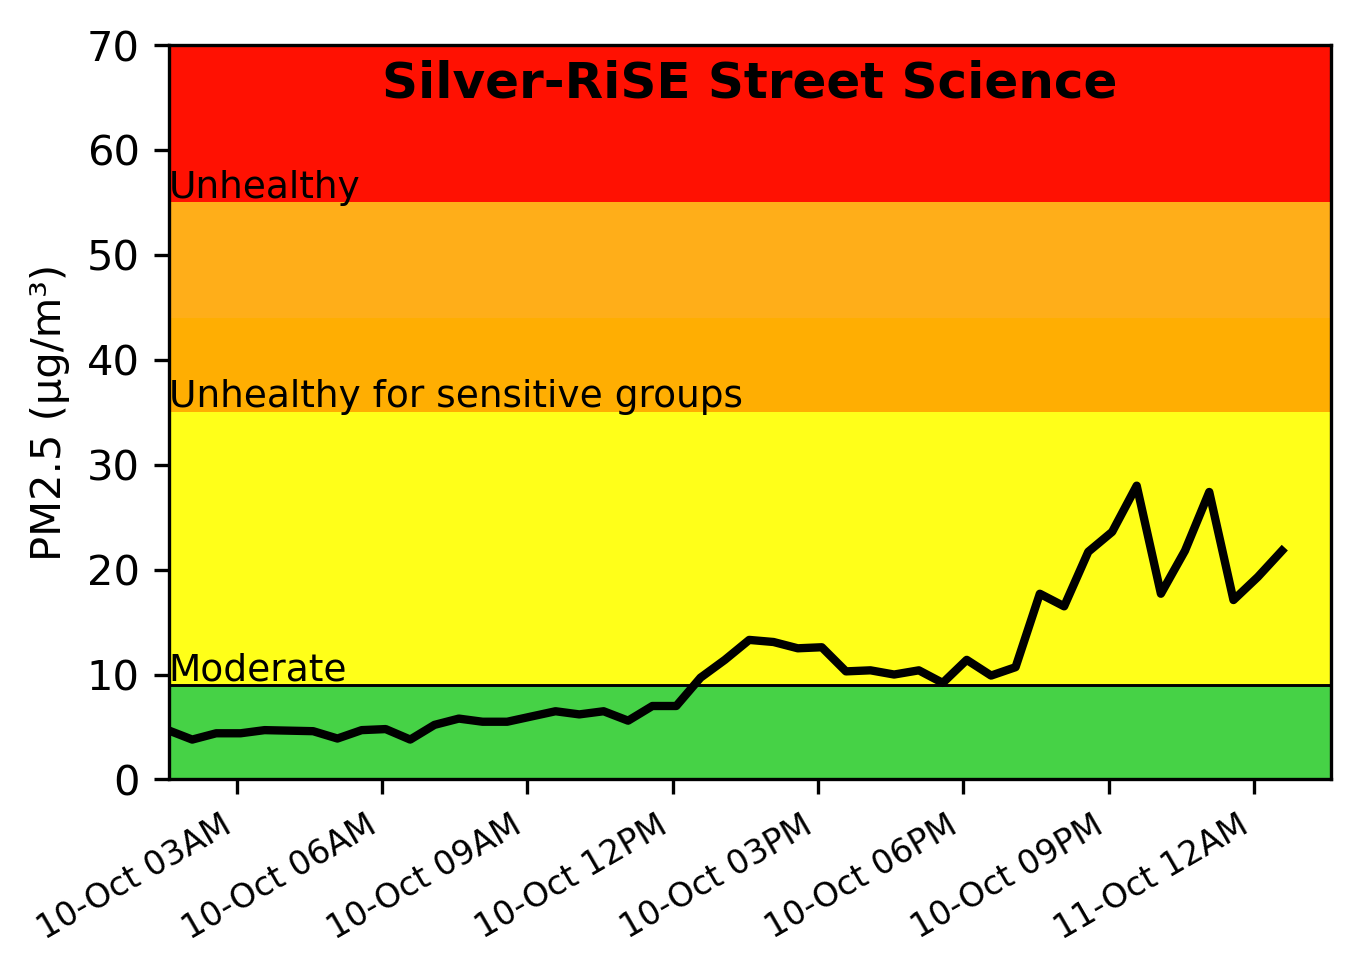 Silver-RiSE Street Science
PM2.5 (µg/m³)
70
60
50
40
30
20
10
0
Unhealthy
Unhealthy for sensitive groups
Moderate
10-Oct 03AM
10-Oct 06AM
10-Oct 09AM
10-Oct 12PM
10-Oct 03PM
10-Oct 06PM
10-Oct 09PM
11-Oct 12AM